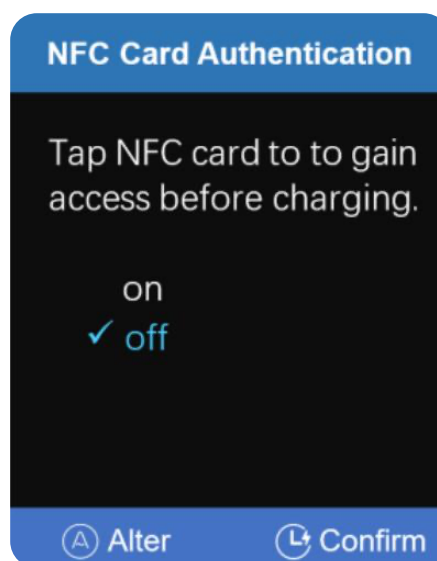 NFC Card Authentication
Tap NFC card to to gain
access before charging.
on
✓ off
A Alter
Confirm